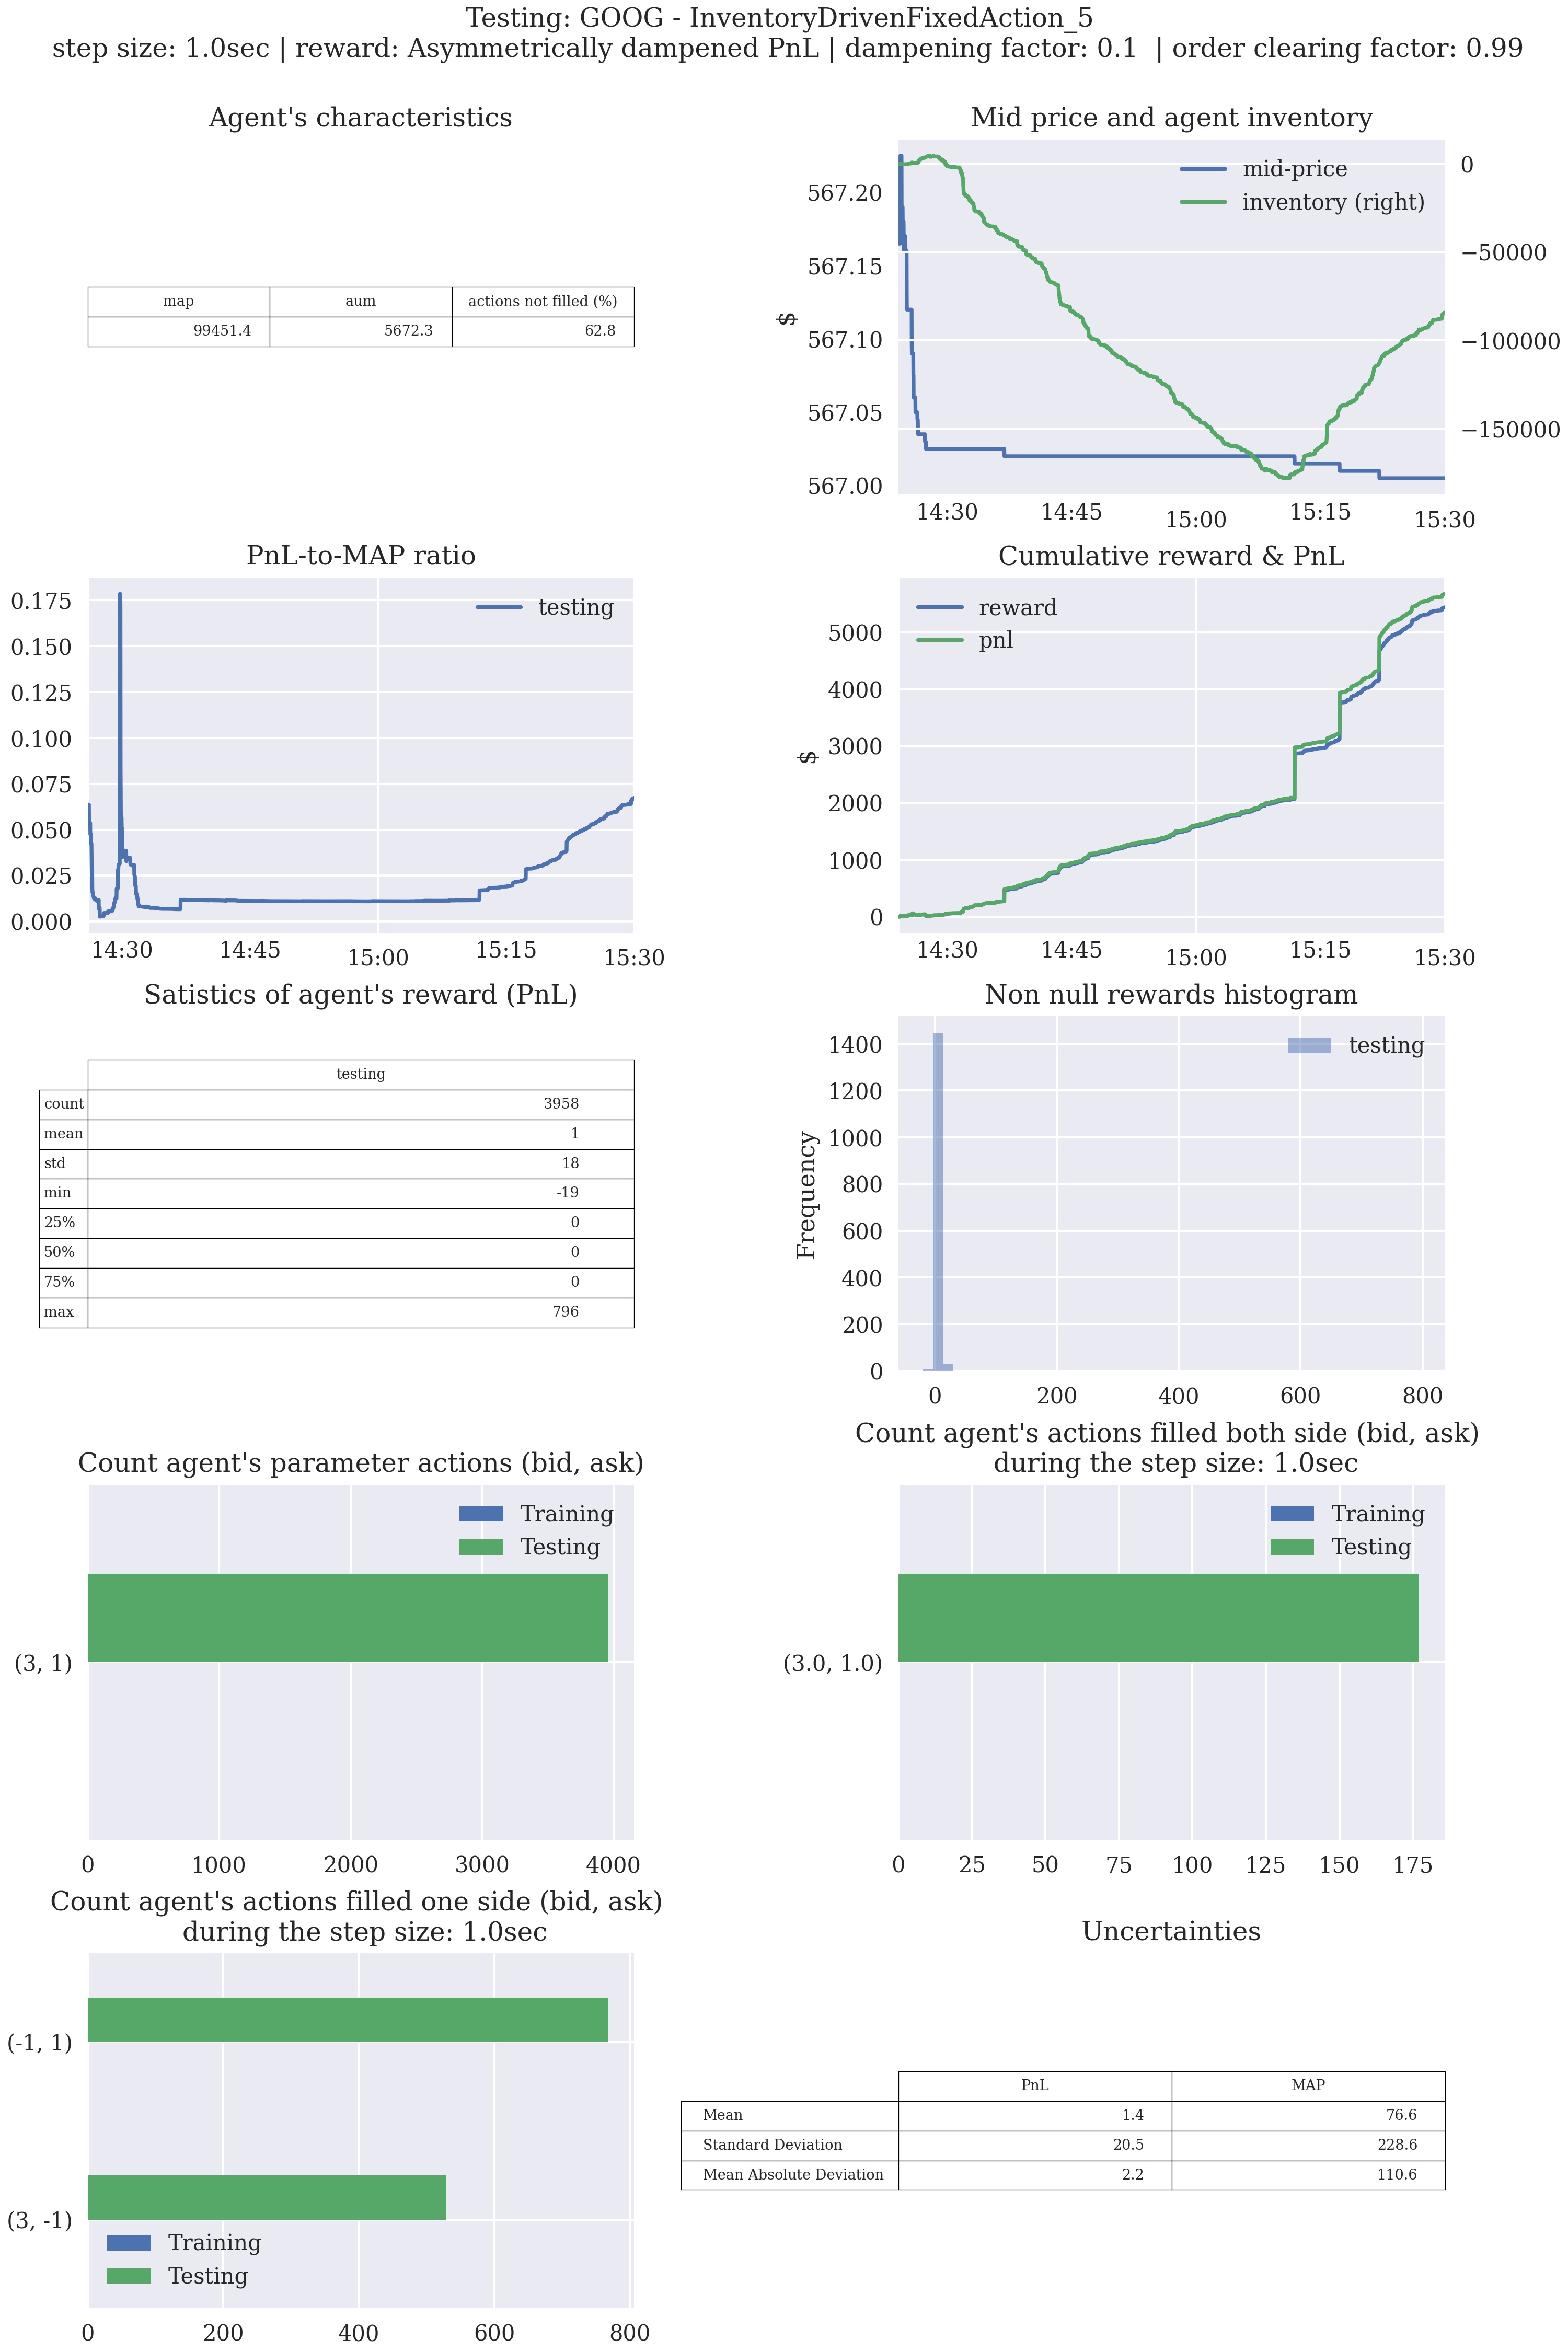 Testing: GOOG - InventoryDrivenFixedAction_5
step size: 1.0sec | reward: Asymmetrically dampened PnL | dampening factor: 0.1 | order clearing factor: 0.99
Agent's characteristics
map aum actions not filled (%)
99451.4 5672.3 62.8
Mid price and agent inventory
mid-price
inventory (right)
$
567.20
567.15
567.10
567.05
567.00
0
−50000
−100000
−150000
14:30 14:45 15:00 15:15 15:30
PnL-to-MAP ratio
testing
0.175
0.150
0.125
0.100
0.075
0.050
0.025
0.000
14:30 14:45 15:00 15:15 15:30
Cumulative reward & PnL
reward
pnl
$
5000
4000
3000
2000
1000
0
14:30 14:45 15:00 15:15 15:30
Satistics of agent's reward (PnL)
testing
count 3958
mean 1
std 18
min -19
25% 0
50% 0
75% 0
max 796
Non null rewards histogram
testing
Frequency
1400
1200
1000
800
600
400
200
0
0 200 400 600 800
Count agent's parameter actions (bid, ask)
Training
Testing
(3, 1)
0 1000 2000 3000 4000
Count agent's actions filled both side (bid, ask)
during the step size: 1.0sec
Training
Testing
(3.0, 1.0)
0 25 50 75 100 125 150 175
Count agent's actions filled one side (bid, ask)
during the step size: 1.0sec
(-1, 1)
(3, -1)
Training
Testing
0 200 400 600 800
Uncertainties
PnL MAP
Mean 1.4 76.6
Standard Deviation 20.5 228.6
Mean Absolute Deviation 2.2 110.6